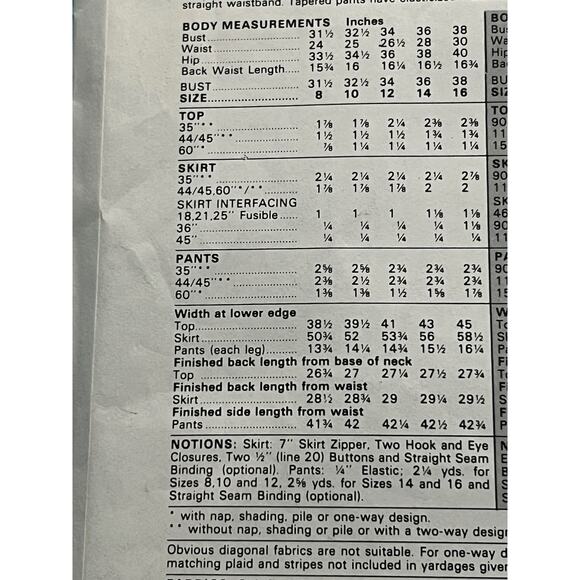 straight waistband. Tapered pants have elasticized
BODY MEASUREMENTS Inches
Bust 31½ 32½ 34 36 38
Waist 24 25 26½ 28 30
Hip 33½ 34½ 36 38 40
Back Waist Length..... 15¾ 16 16¼ 16½ 16¾
BUST 31½ 32½ 34 36 38
SIZE 8 10 12 14 16
TOP
35"** 1⅞ 1⅞ 2¼ 2⅜ 2⅜
44/45"** 1½ 1½ 1½ 1¾ 1¾
60"* ⅞ 1¼ 1¼ 1¼ 1¼
SKIRT
35"** 2¼ 2¼ 2¼ 2¼ 2⅞
44/45,60"*/** 1⅞ 1⅞ 1⅞ 2 2
SKIRT INTERFACING
18,21,25" Fusible...... 1 1 1 1⅛ 1⅛
36" ¼ ¼ ¼ ¼ 1⅛
45" ¼ ¼ ¼ ¼ ¼
PANTS
35"** 2⅝ 2⅝ 2¾ 2¾ 2¾
44/45"** 2⅜ 2½ 2¾ 2¾ 2¾
60"* 1⅜ 1⅜ 1½ 1⅝ 1⅞
Width at lower edge
Top 38½ 39½ 41 43 45
Skirt 50¾ 52 53¾ 56 58½
Pants (each leg) 13¾ 14¼ 14¾ 15½ 16¼
Finished back length from base of neck
Top 26¾ 27 27¼ 27½ 27¾
Finished back length from waist
Skirt 28½ 28¾ 29 29¼ 29½
Finished side length from waist
Pants 41¾ 42 42¼ 42½ 42¾
NOTIONS: Skirt: 7" Skirt Zipper, Two Hook and Eye
Closures, Two ½" (line 20) Buttons and Straight Seam
Binding (optional). Pants: ¼" Elastic; 2¼ yds. for
Sizes 8,10 and 12, 2⅝ yds. for Sizes 14 and 16 and
Straight Seam Binding (optional).
* with nap, shading, pile or one-way design.
** without nap, shading, pile or with a two-way
Obvious diagonal fabrics are not suitable. For one-way
matching plaid and stripes not included in yardages